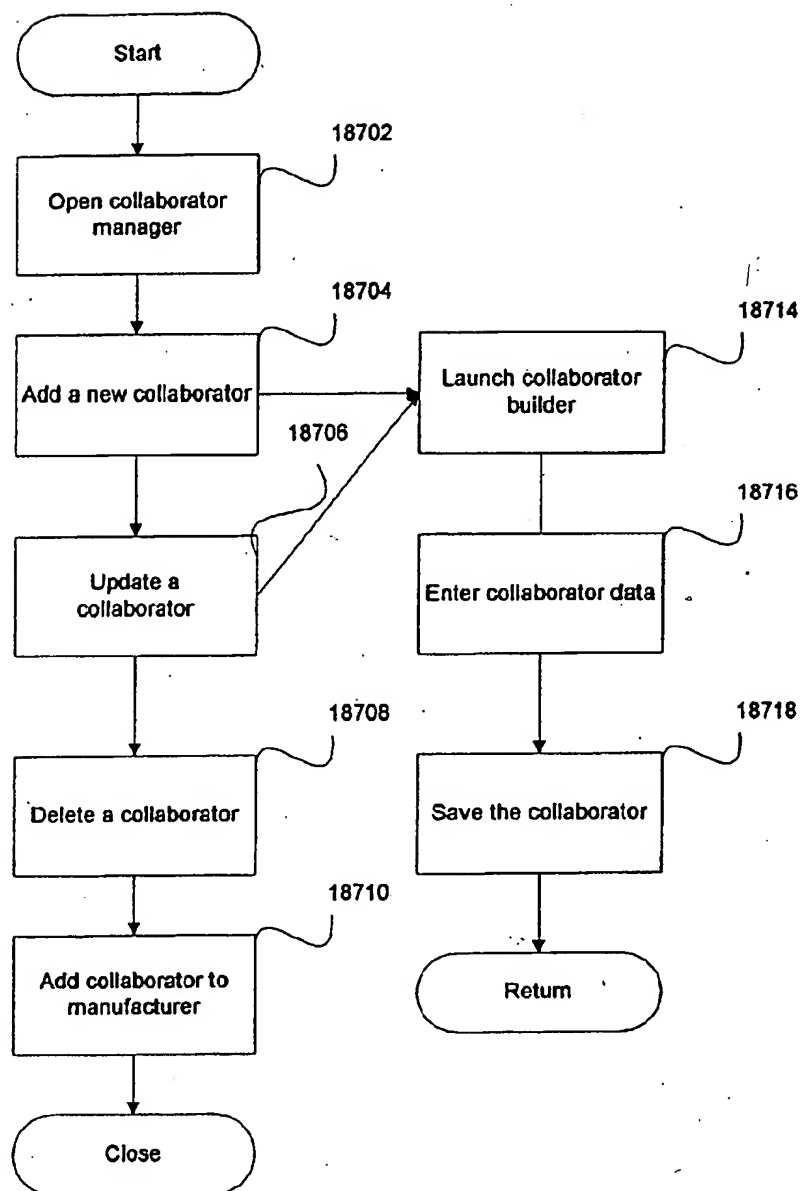 Start
18702
Open collaborator
manager
18704
Add a new collaborator
18714
Launch collaborator
builder
18706
Update a
collaborator
18716
Enter collaborator data
18708
Delete a collaborator
18718
Save the collaborator
18710
Add collaborator to
manufacturer
Return
Close